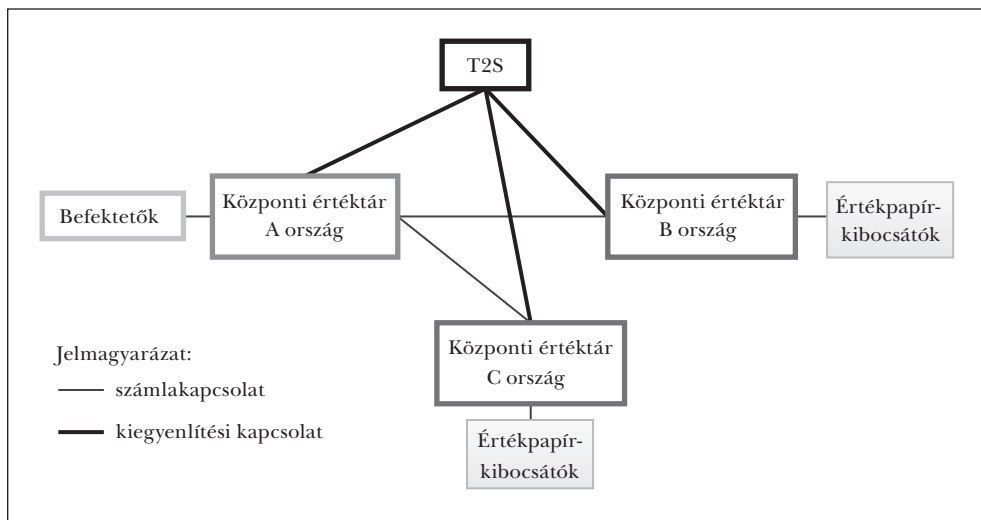 T2S
Befektetők
Központi értéktár
A ország
Központi értéktár
B ország
Értékpapír-
kibocsátók
Központi értéktár
C ország
Értékpapír-
kibocsátók
Jelmagyarázat:
számlakapcsolat
kiegyenlítési kapcsolat